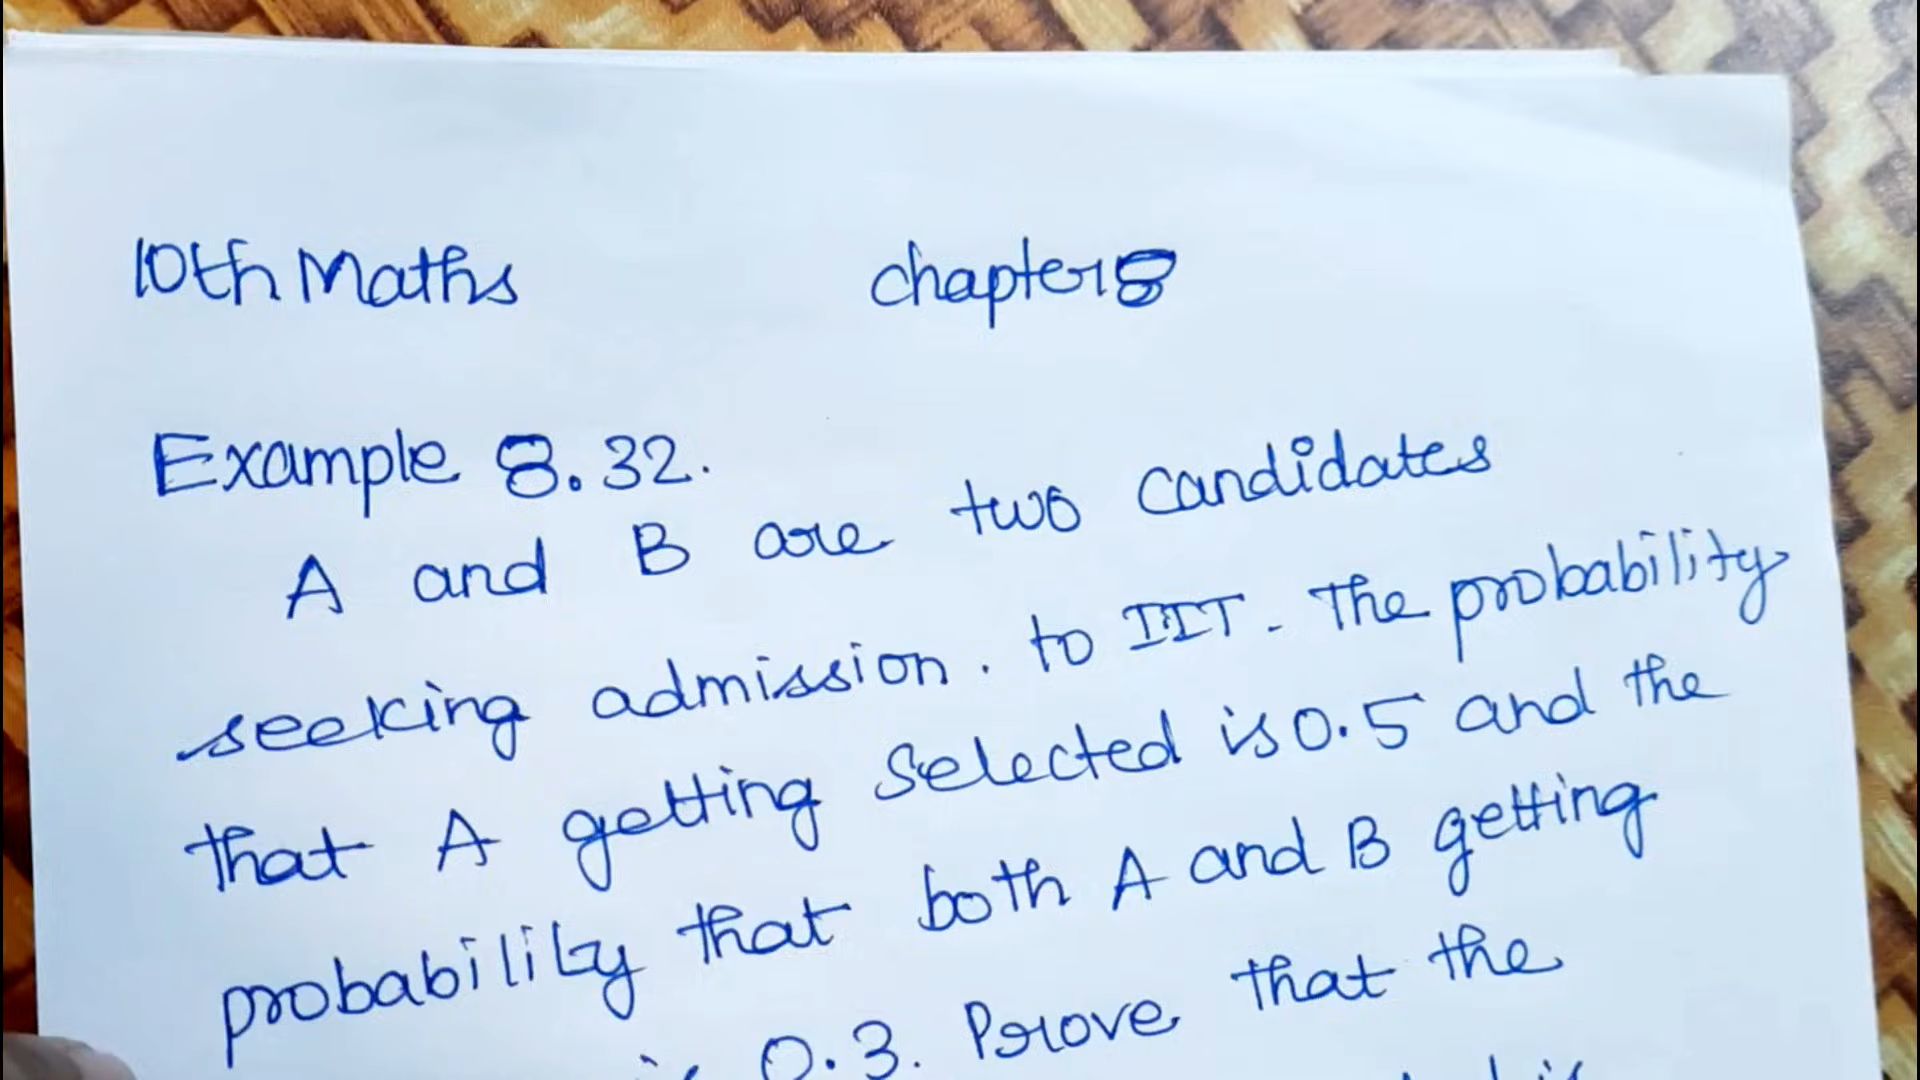 10th Maths chapter 8
Example 8.32.
A and B are two candidates
seeking admission. to IIT. The probability
that A getting selected is 0.5 and the
probability that both A and B getting
is 0.3. Prove that the